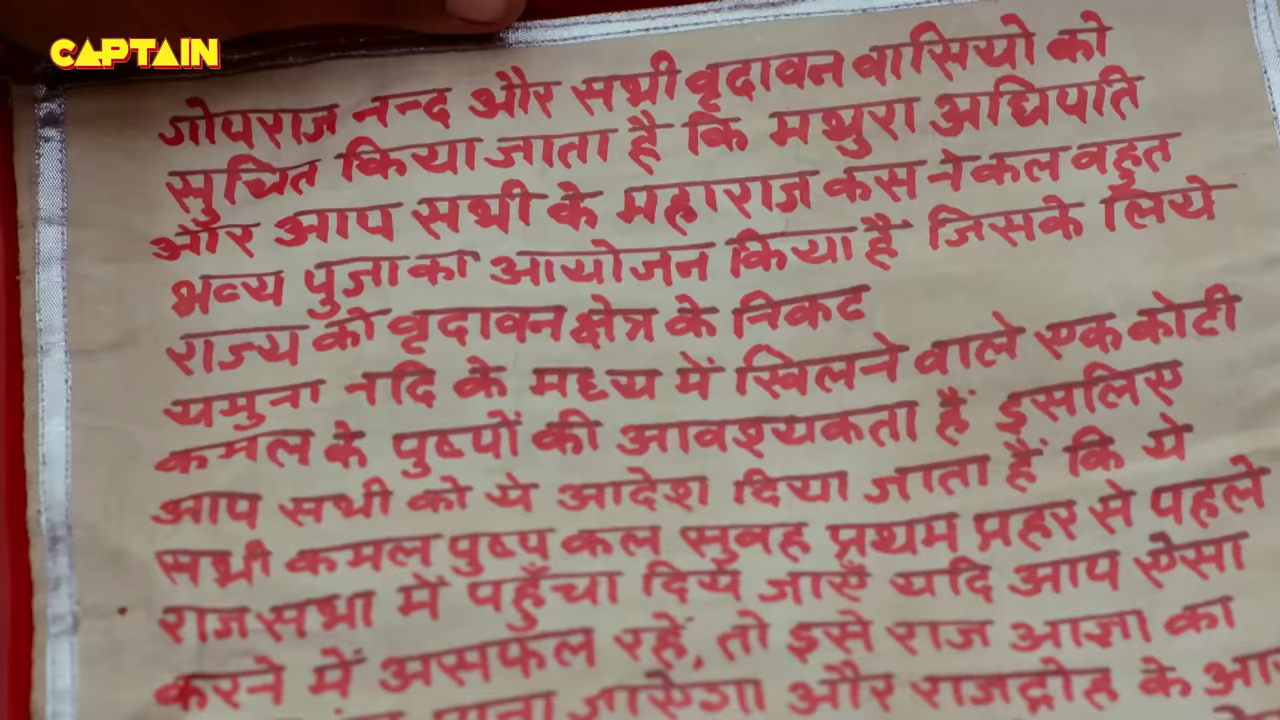 CAPTAIN
गोपराज नन्द और सभी वृदावन वासियो को
सुचित किया जाता है कि मथुरा अधिपति
और आप सभी के महाराज कस ने कल वहुत
भव्य पुजा का आयोजन किया हैं जिसके लिये
राज्य को वृदावन क्षेत्र के निकट
यमुना नदि के मध्य में खिलने वाले एक कोटी
कमल के पुष्पों की आवश्यकता हैं इसलिए
आप सभी को ये आदेश दिया जाता हैं कि ये
सभी कमल पुष्प कल सुबह प्रथम प्रहर से पहले
राजसभा में पहुँचा दिये जाएँ यदि आप ऐसा
करने में असफल रहें, तो इसे राज आज्ञा का
माना जाएगा और राजद्रोह के